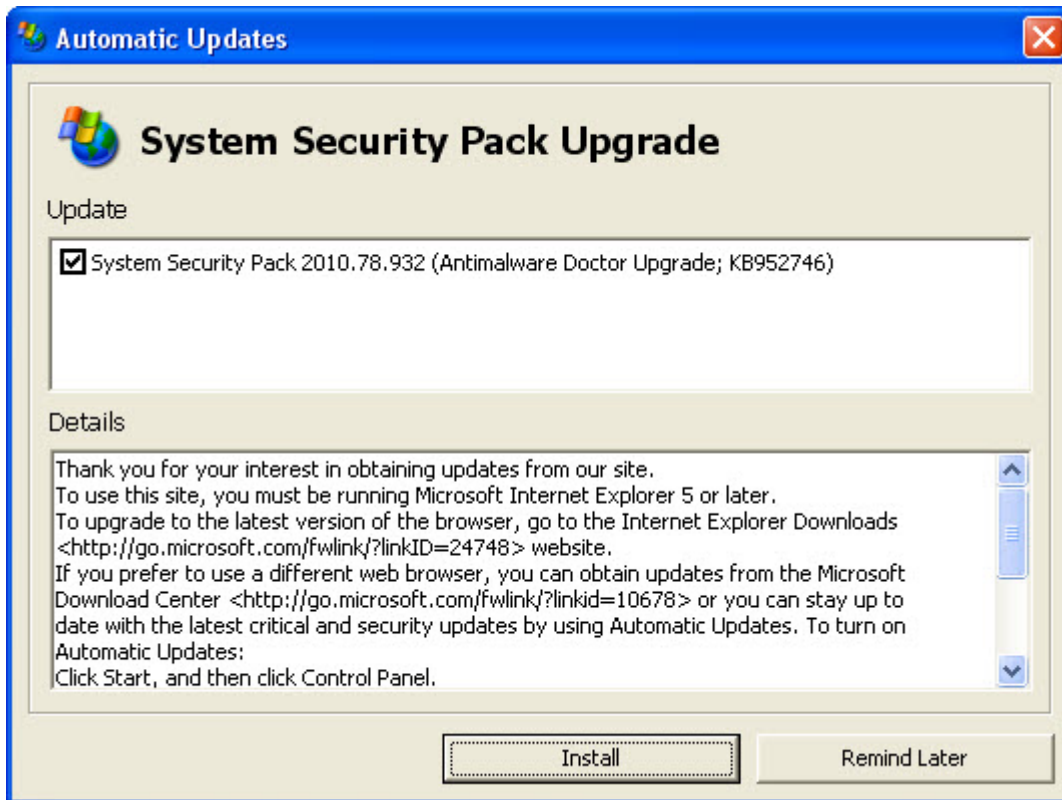 Automatic Updates
System Security Pack Upgrade
Update
System Security Pack 2010.78.932 (Antimalware Doctor Upgrade; KB952746)
Details
Thank you for your interest in obtaining updates from our site.
To use this site, you must be running Microsoft Internet Explorer 5 or later.
To upgrade to the latest version of the browser, go to the Internet Explorer Downloads
<http://go.microsoft.com/fwlink/?linkID=24748> website.
If you prefer to use a different web browser, you can obtain updates from the Microsoft
Download Center <http://go.microsoft.com/fwlink/?linkid=10678> or you can stay up to
date with the latest critical and security updates by using Automatic Updates. To turn on
Automatic Updates:
Click Start, and then click Control Panel.
Install
Remind Later